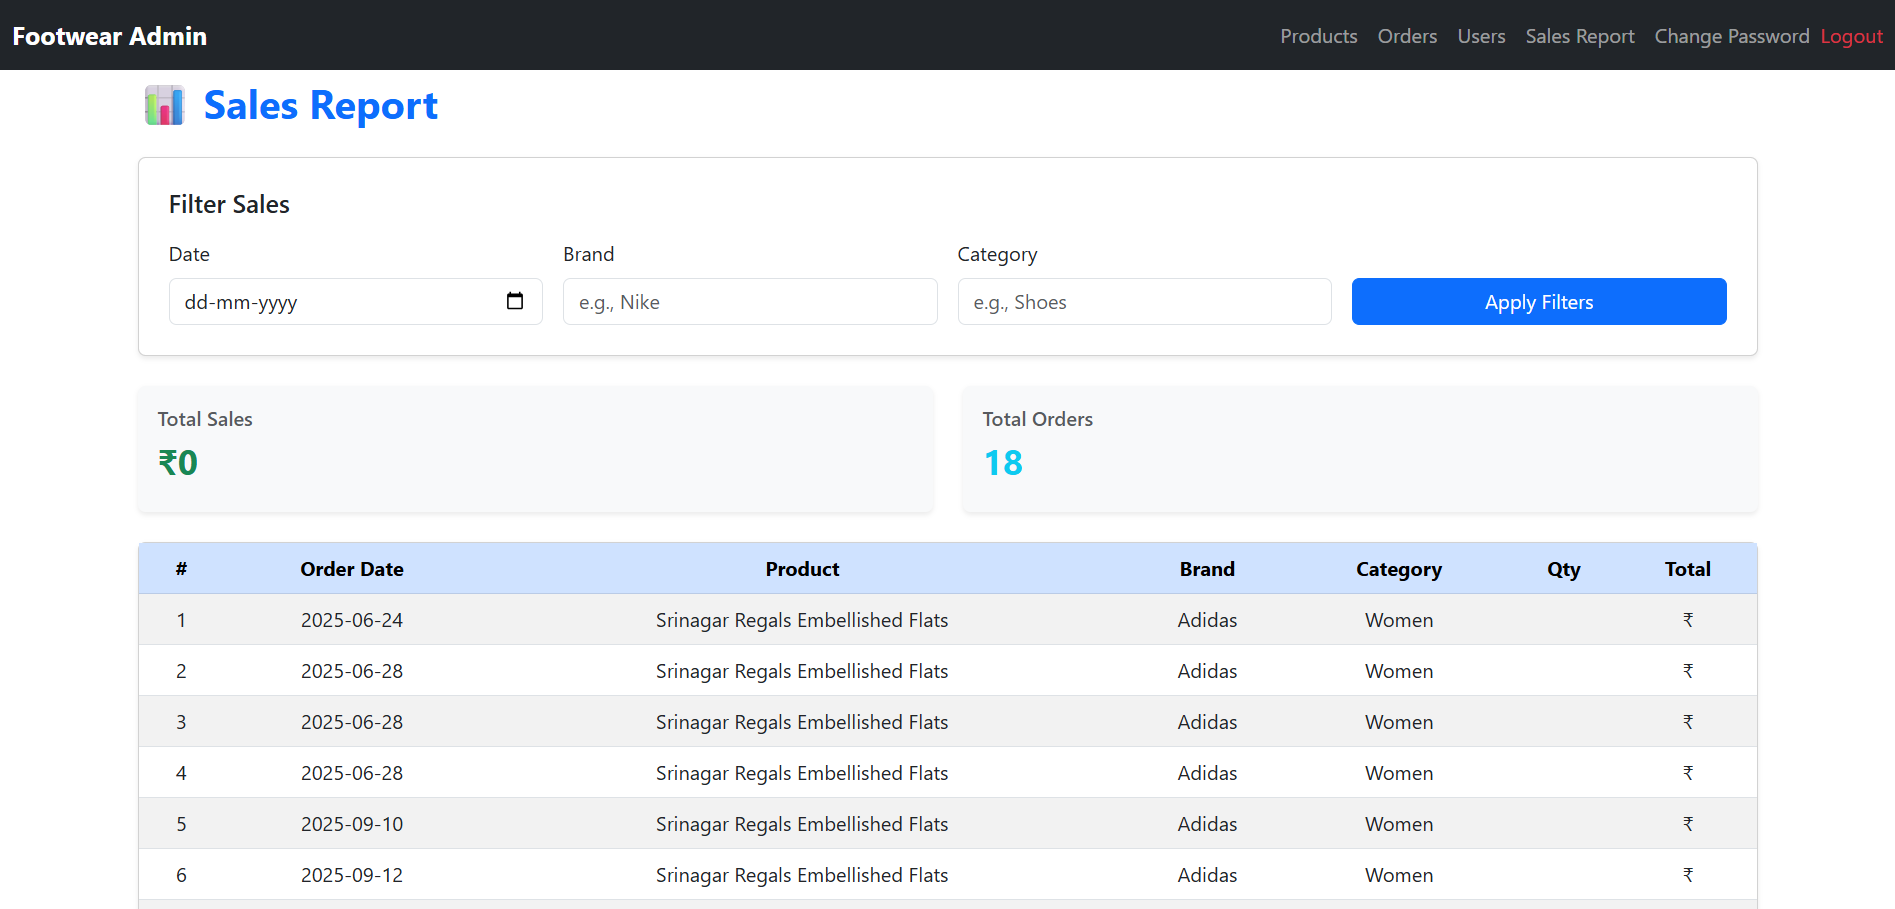 Footwear Admin
Products Orders Users Sales Report Change Password Logout
Sales Report
Filter Sales
Date Brand Category
dd-mm-yyyy e.g., Nike e.g., Shoes Apply Filters
Total Sales Total Orders
₹0 18
# Order Date Product Brand Category Qty Total
1 2025-06-24 Srinagar Regals Embellished Flats Adidas Women ₹
2 2025-06-28 Srinagar Regals Embellished Flats Adidas Women ₹
3 2025-06-28 Srinagar Regals Embellished Flats Adidas Women ₹
4 2025-06-28 Srinagar Regals Embellished Flats Adidas Women ₹
5 2025-09-10 Srinagar Regals Embellished Flats Adidas Women ₹
6 2025-09-12 Srinagar Regals Embellished Flats Adidas Women ₹